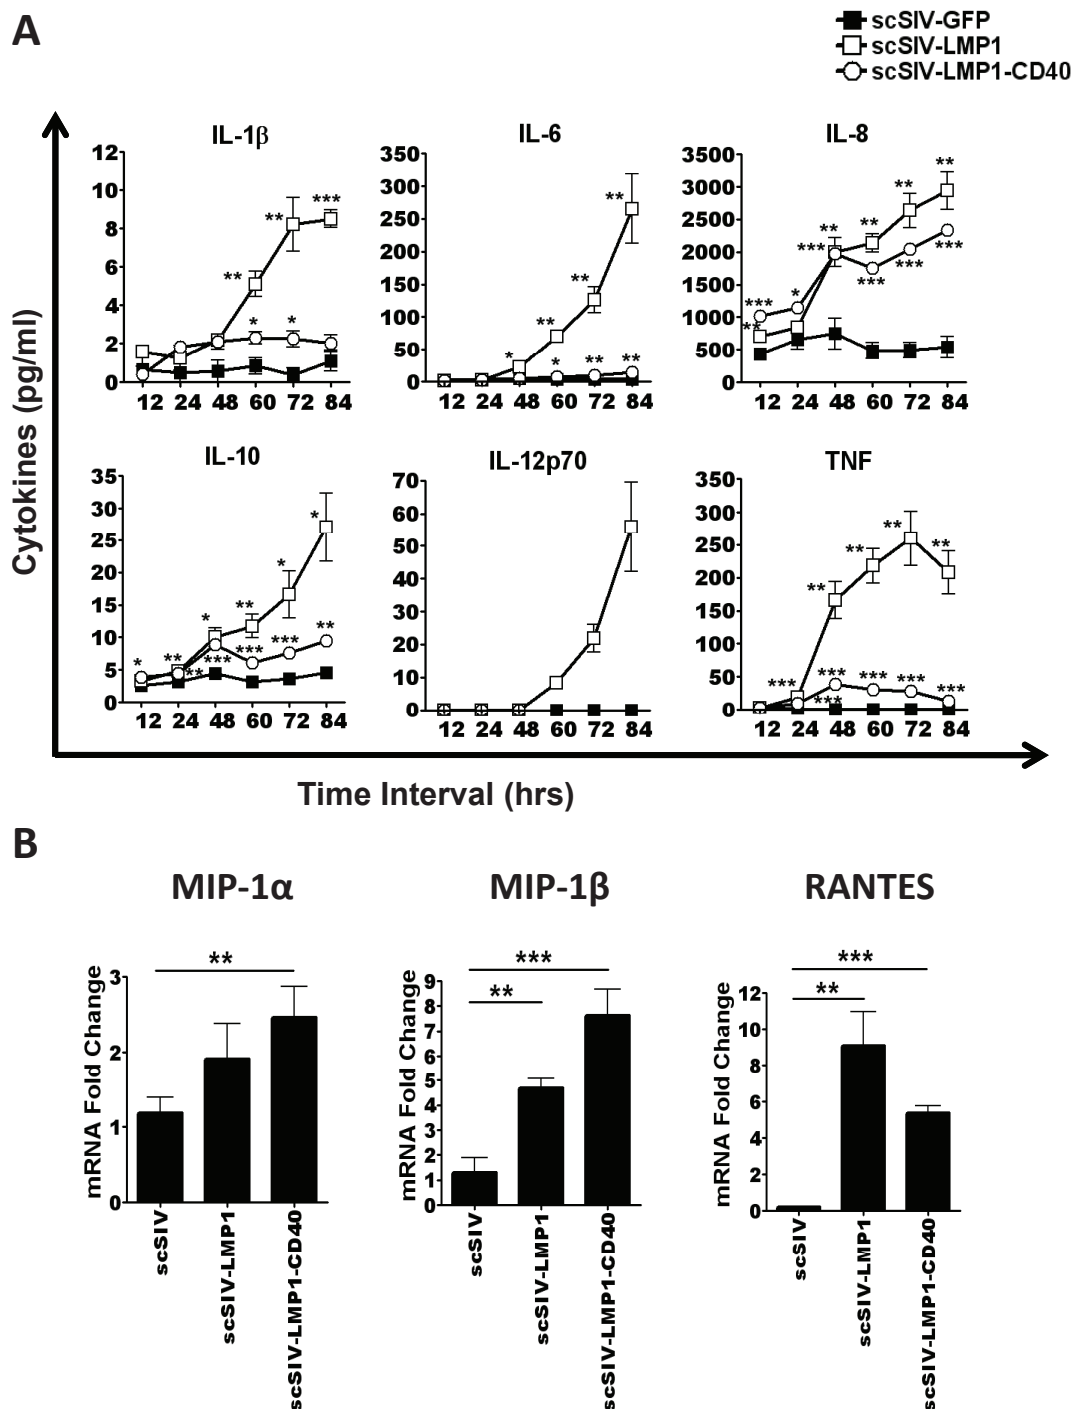 A
scSIV-GFP
scSIV-LMP1
scSIV-LMP1-CD40
IL-1β
12
10
8
6
4
2
0
12 24 48 60 72 84
** ** *** * *
IL-6
350
300
250
200
150
100
50
0
12 24 48 60 72 84
* ** ** ** * ** **
IL-8
3500
3000
2500
2000
1500
1000
500
0
12 24 48 60 72 84
*** ** * *** ** ** ** ** *** *** ***
Cytokines (pg/ml)
IL-10
35
30
25
20
15
10
5
0
12 24 48 60 72 84
* ** ** * *** ** *** * *** * **
IL-12p70
70
60
50
40
30
20
10
0
12 24 48 60 72 84
TNF
350
300
250
200
150
100
50
0
12 24 48 60 72 84
*** *** ** *** ** *** ** *** ** ***
Time Interval (hrs)
B
MIP-1α
**
mRNA Fold Change
3
2
1
0
scSIV
scSIV-LMP1
scSIV-LMP1-CD40
MIP-1β
***
**
mRNA Fold Change
9
8
7
6
5
4
3
2
1
0
scSIV
scSIV-LMP1
scSIV-LMP1-CD40
RANTES
***
**
mRNA Fold Change
12
10
8
6
4
2
0
scSIV
scSIV-LMP1
scSIV-LMP1-CD40